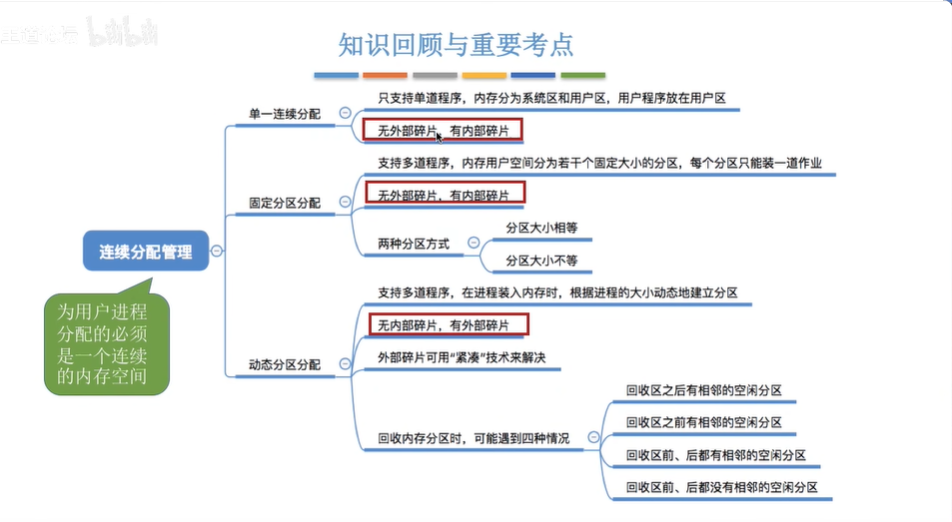 bilibili
知识回顾与重要考点
单一连续分配
只支持单道程序，内存分为系统区和用户区，用户程序放在用户区
无外部碎片，有内部碎片
固定分区分配
支持多道程序，内存用户空间分为若干个固定大小的分区，每个分区只能装一道作业
无外部碎片，有内部碎片
两种分区方式
分区大小相等
分区大小不等
连续分配管理
为用户进程
分配的必须
是一个连续
的内存空间
动态分区分配
支持多道程序，在进程装入内存时，根据进程的大小动态地建立分区
无内部碎片，有外部碎片
外部碎片可用“紧凑”技术来解决
回收内存分区时，可能遇到四种情况
回收区之后有相邻的空闲分区
回收区之前有相邻的空闲分区
回收区前、后都有相邻的空闲分区
回收区前、后都没有相邻的空闲分区